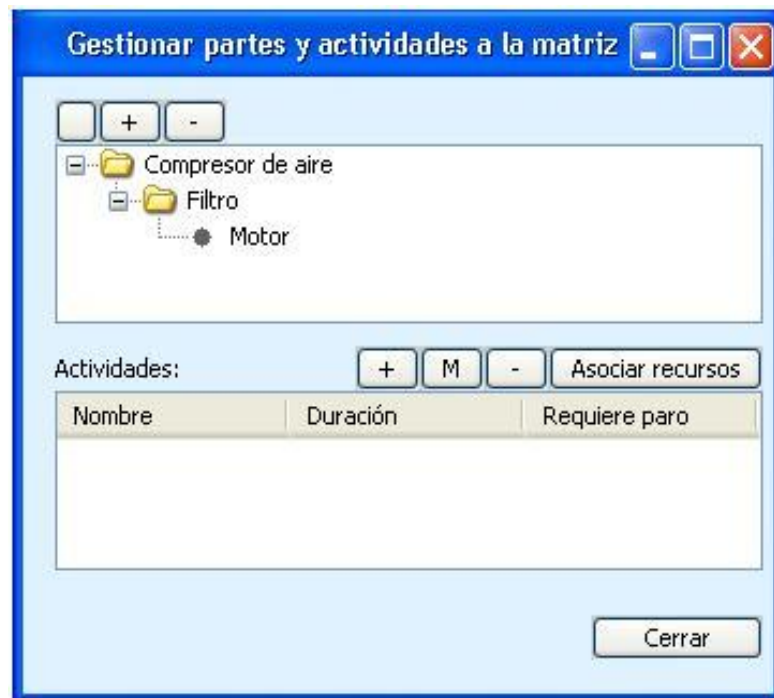 Gestionar partes y actividades a la matriz
+ -
Compresor de aire
Filtro
Motor
Actividades: + M - Asociar recursos
Nombre Duración Requiere paro
Cerrar